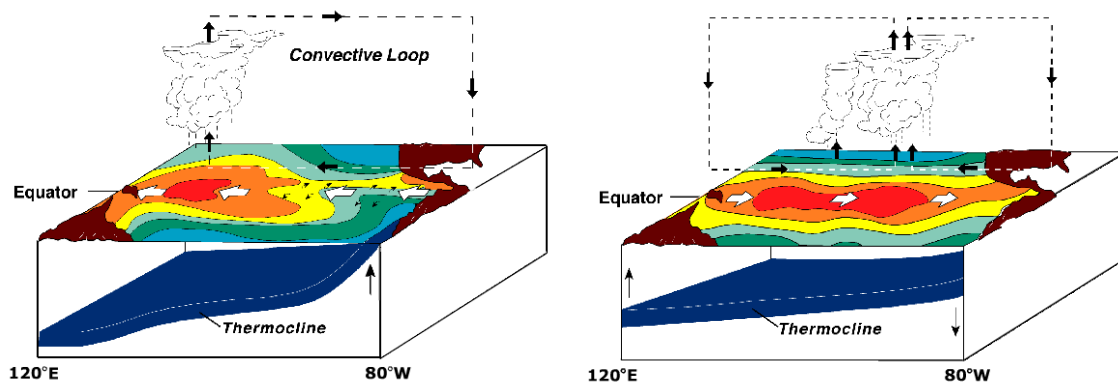 Convective Loop
Equator
Thermocline
120°E
80°W
Equator
Thermocline
120°E
80°W